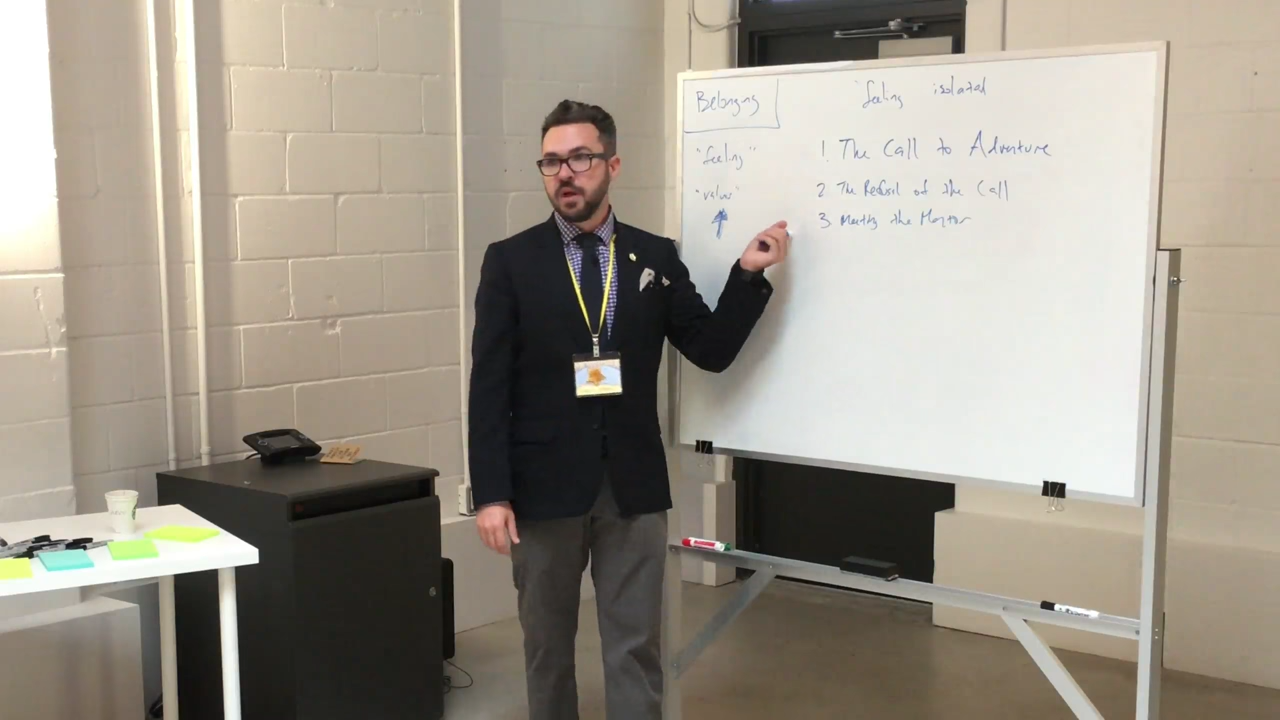 Belonging
"feeling"
"value"
"feeling isolated
1. The Call to Adventure
2 The Refusil of the Call
3 Meeting the Mentor